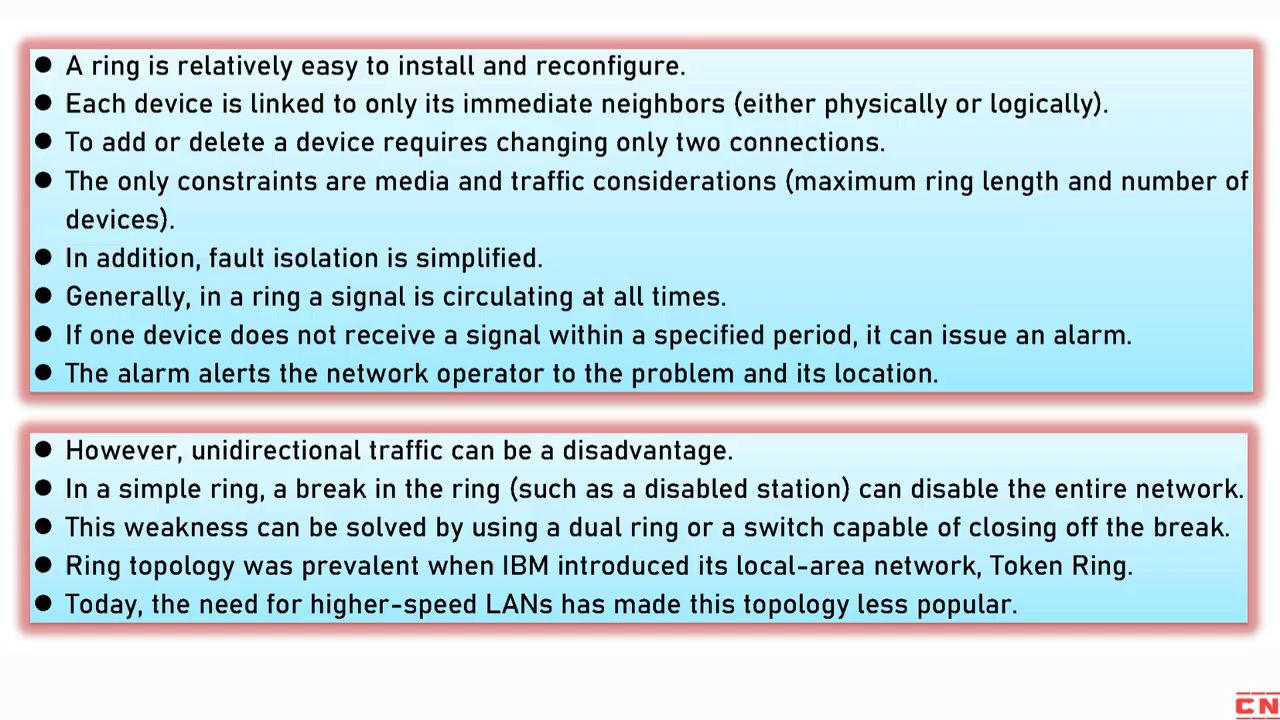 ● A ring is relatively easy to install and reconfigure.
● Each device is linked to only its immediate neighbors (either physically or logically).
● To add or delete a device requires changing only two connections.
● The only constraints are media and traffic considerations (maximum ring length and number of
devices).
● In addition, fault isolation is simplified.
● Generally, in a ring a signal is circulating at all times.
● If one device does not receive a signal within a specified period, it can issue an alarm.
● The alarm alerts the network operator to the problem and its location.
● However, unidirectional traffic can be a disadvantage.
● In a simple ring, a break in the ring (such as a disabled station) can disable the entire network.
● This weakness can be solved by using a dual ring or a switch capable of closing off the break.
● Ring topology was prevalent when IBM introduced its local-area network, Token Ring.
● Today, the need for higher-speed LANs has made this topology less popular.
CN